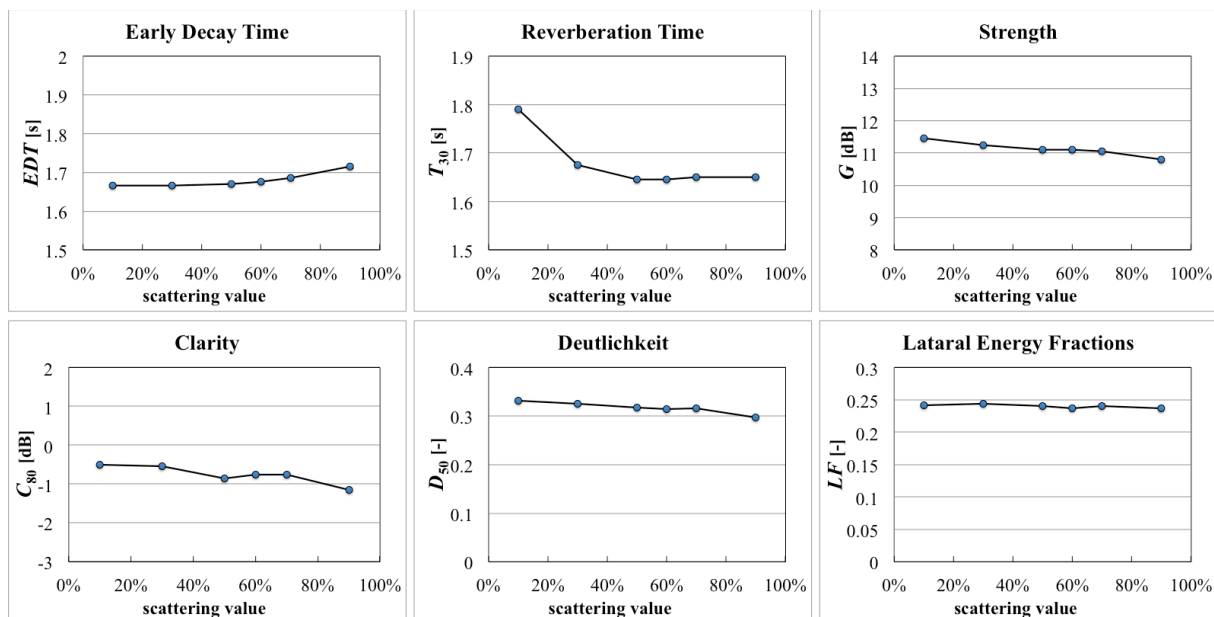 Early Decay Time
EDT [s]
2
1.9
1.8
1.7
1.6
1.5
0% 20% 40% 60% 80% 100%
scattering value
Reverberation Time
T30 [s]
1.9
1.8
1.7
1.6
1.5
0% 20% 40% 60% 80% 100%
scattering value
Strength
G [dB]
14
13
12
11
10
9
8
0% 20% 40% 60% 80% 100%
scattering value
Clarity
C80 [dB]
2
1
0
-1
-2
-3
0% 20% 40% 60% 80% 100%
scattering value
Deutlichkeit
D50 [-]
0.4
0.3
0.2
0.1
0
0% 20% 40% 60% 80% 100%
scattering value
Lataral Energy Fractions
LF [-]
0.3
0.25
0.2
0.15
0.1
0.05
0
0% 20% 40% 60% 80% 100%
scattering value